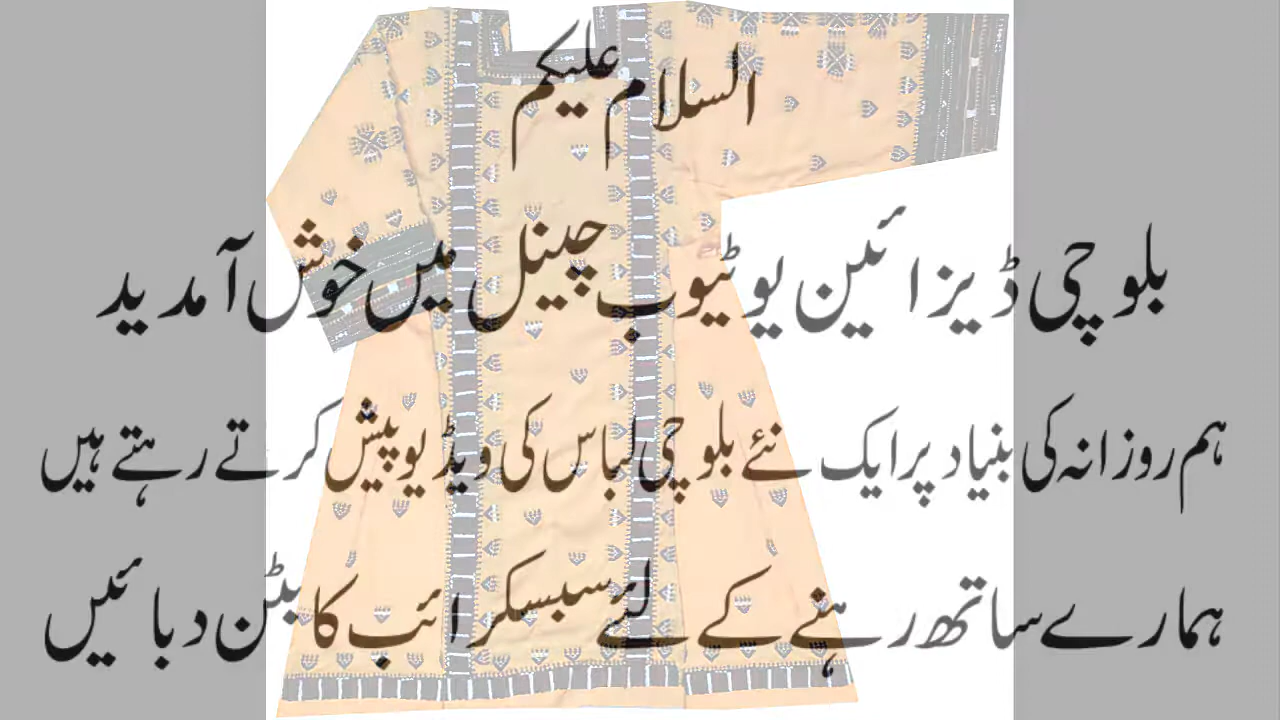 السلام علیکم
بلوچی ڈیزائین یوٹیوب چینل میں خوش آمدید
ہم روزانہ کی بنیاد پر ایک نئے بلوچی لباس کی ویڈیو پیش کرتے رہتے ہیں
ہمارے ساتھ رہنے کے لئے سبسکرائب کا بٹن دبائیں